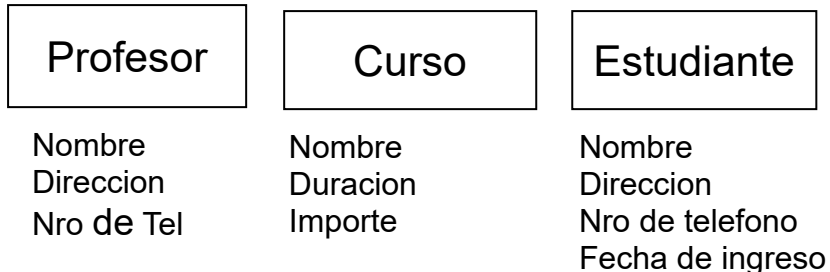 Profesor
Nombre
Direccion
Nro de Tel
Curso
Nombre
Duracion
Importe
Estudiante
Nombre
Direccion
Nro de telefono
Fecha de ingreso